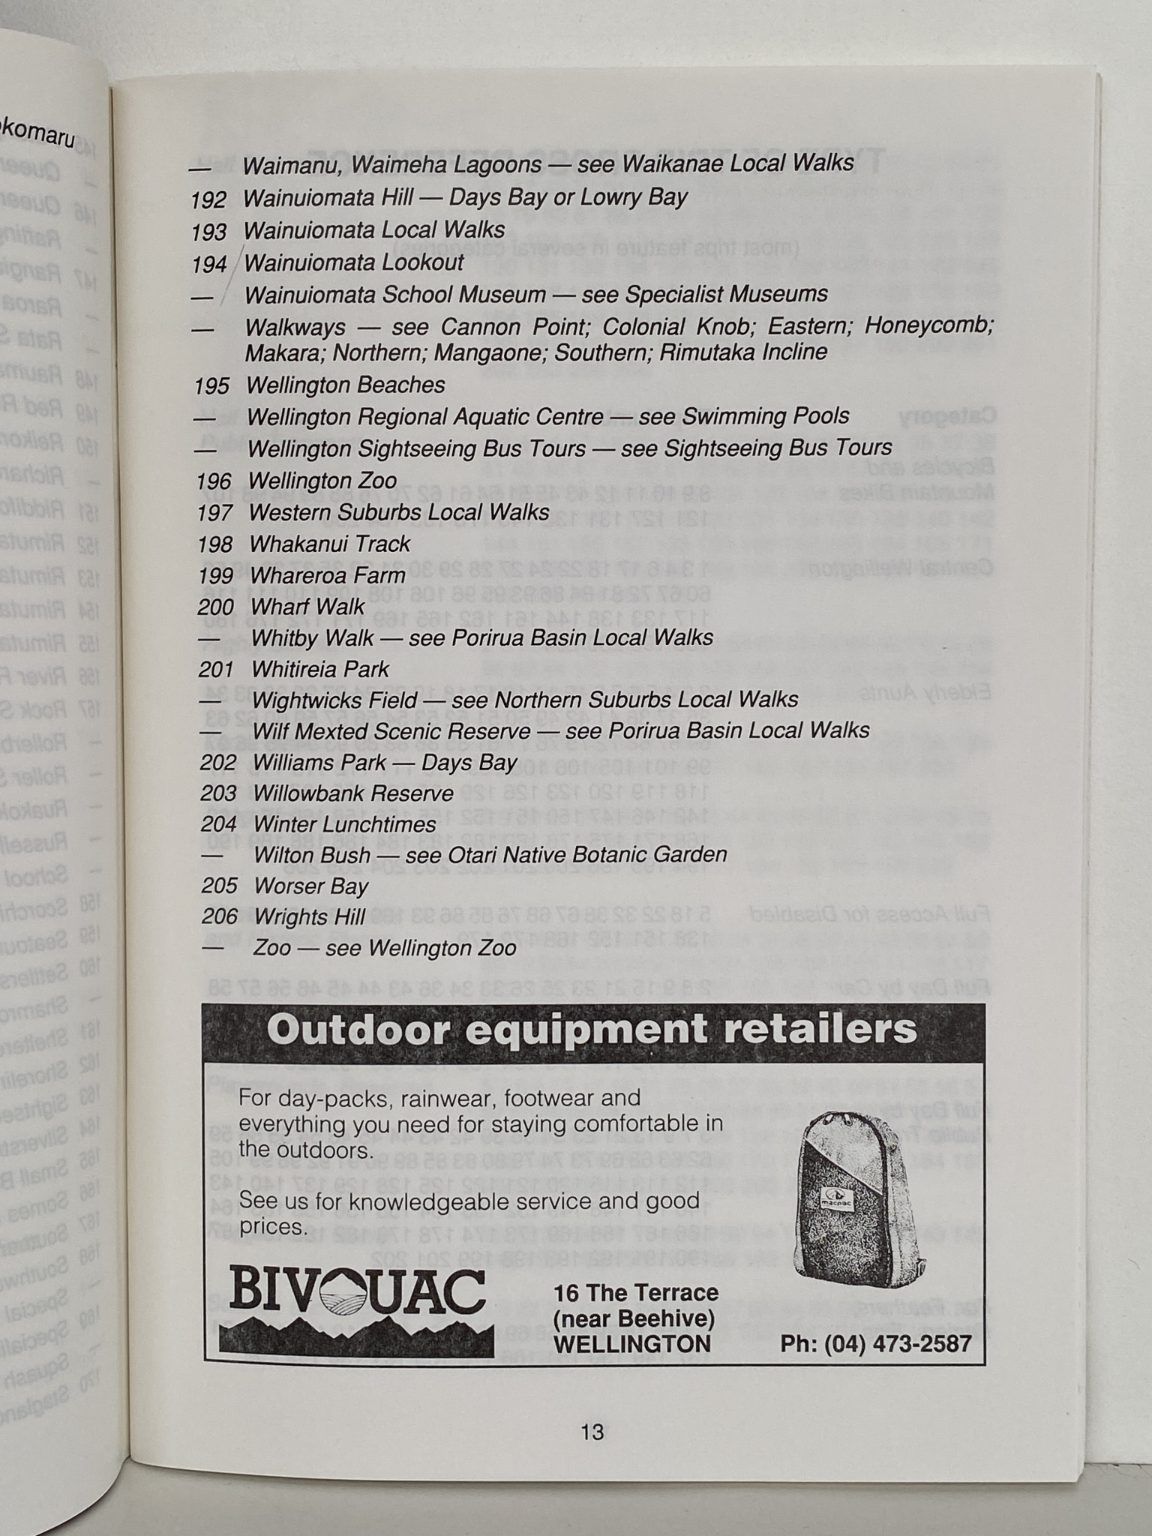 komaru
— Waimanu, Waimeha Lagoons — see Waikanae Local Walks
192 Wainuiomata Hill — Days Bay or Lowry Bay
193 Wainuiomata Local Walks
194 Wainuiomata Lookout
— Wainuiomata School Museum — see Specialist Museums
— Walkways — see Cannon Point; Colonial Knob; Eastern; Honeycomb;
Makara; Northern; Mangaone; Southern; Rimutaka Incline
195 Wellington Beaches
— Wellington Regional Aquatic Centre — see Swimming Pools
— Wellington Sightseeing Bus Tours — see Sightseeing Bus Tours
196 Wellington Zoo
197 Western Suburbs Local Walks
198 Whakanui Track
199 Whareroa Farm
200 Wharf Walk
— Whitby Walk — see Porirua Basin Local Walks
201 Whitireia Park
— Wightwicks Field — see Northern Suburbs Local Walks
— Wilf Mexted Scenic Reserve — see Porirua Basin Local Walks
202 Williams Park — Days Bay
203 Willowbank Reserve
204 Winter Lunchtimes
— Wilton Bush — see Otari Native Botanic Garden
205 Worser Bay
206 Wrights Hill
— Zoo — see Wellington Zoo
Outdoor equipment retailers
For day-packs, rainwear, footwear and
everything you need for staying comfortable in
the outdoors.
See us for knowledgeable service and good
prices.
macpac
BIVOUAC
16 The Terrace
(near Beehive)
WELLINGTON
Ph: (04) 473-2587
13